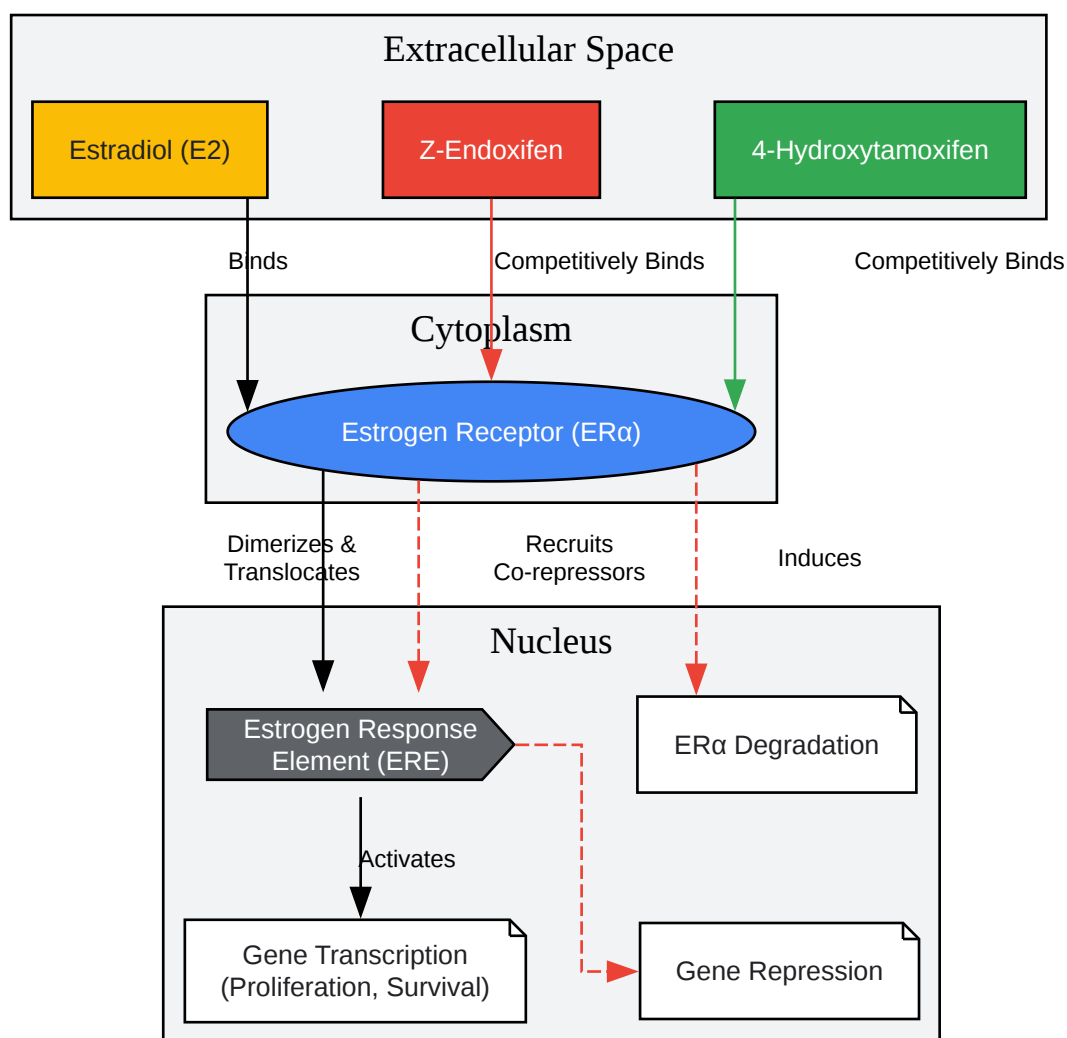 Extracellular Space
Estradiol (E2)
Z-Endoxifen
4-Hydroxytamoxifen
Binds
Competitively Binds
Competitively Binds
Cytoplasm
Estrogen Receptor (ERα)
Dimerizes &
Translocates
Recruits
Co-repressors
Induces
Nucleus
Estrogen Response
Element (ERE)
ERα Degradation
Activates
Gene Transcription
(Proliferation, Survival)
Gene Repression